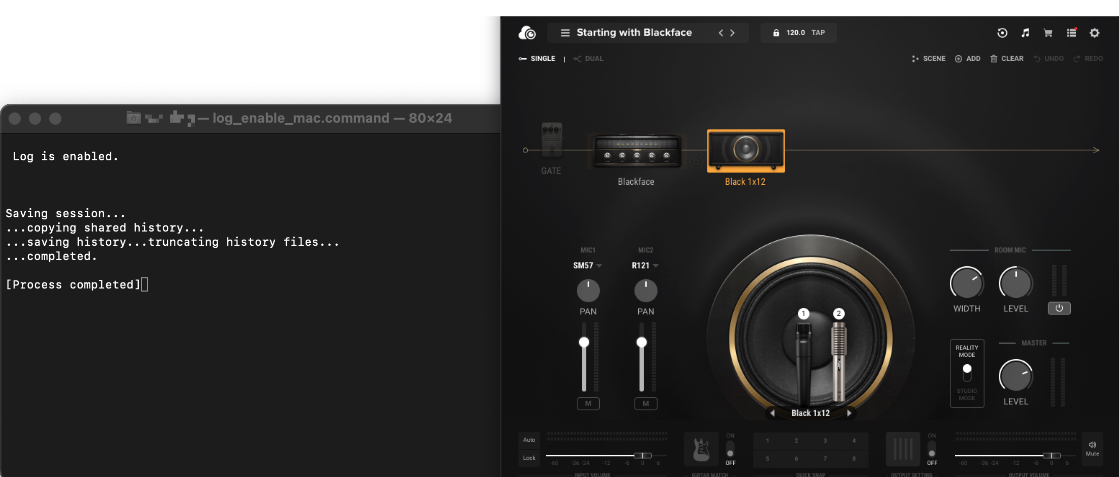 Starting with Blackface
120.0 TAP
SINGLE | DUAL
SCENE ADD CLEAR UNDO REDO
— log_enable_mac.command — 80×24
Log is enabled.
Saving session...
...copying shared history...
...saving history...truncating history files...
...completed.
[Process completed]
GATE
Blackface
Black 1x12
MIC1
SM57
PAN
M
MIC2
R121
PAN
M
1 2
Black 1x12
ROOM MIC
WIDTH LEVEL
REALITY
MODE
STUDIO
MODE
MASTER
LEVEL
Auto
Lock
-60 -36 -24 -12 -6 0 6
INPUT VOLUME
ON
OFF
GUITAR MATCH
1 2 3 4
5 6 7 8
QUICK SNAP
ON
OFF
OUTPUT SETTING
-60 -36 -24 -12 -6 0 6
OUTPUT VOLUME
Mute